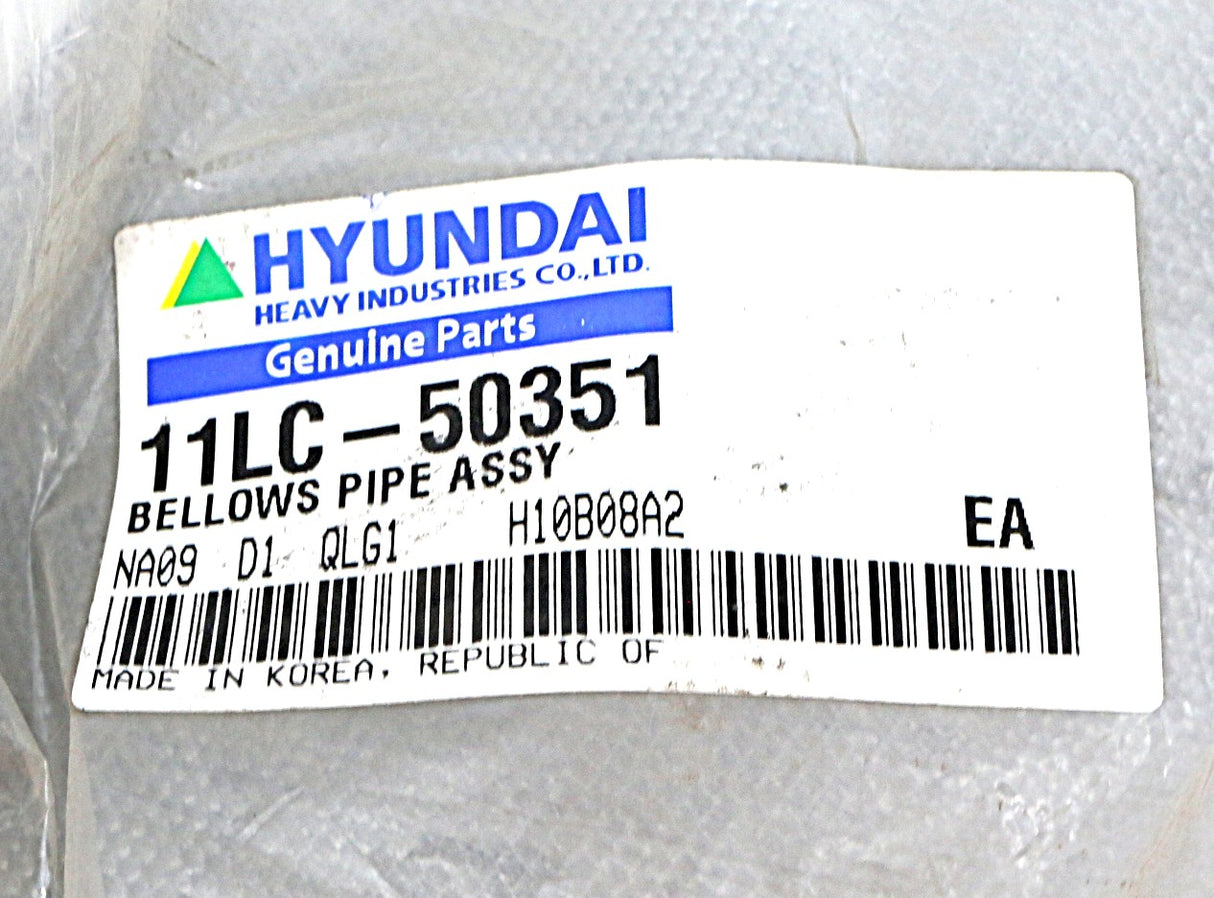 HYUNDAI
HEAVY INDUSTRIES CO.,LTD.
Genuine Parts
11LC-50351
BELLOWS PIPE ASSY
NA09 D1 QLG1 H10B08A2 EA
MADE IN KOREA, REPUBLIC OF